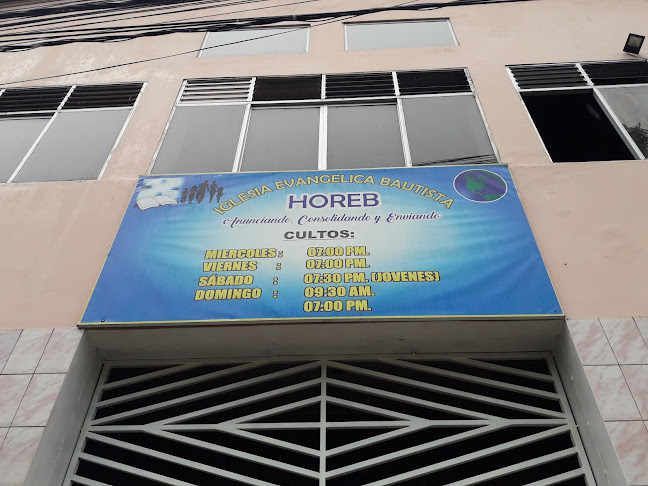 IGLESIA EVANGELICA BAUTISTA
HOREB
Anunciando, Consolidando y Enviando
CULTOS:
MIERCOLES: 07.00 PM.
VIERNES : 07:00 PM.
SÁBADO : 07:30 PM. (JOVENES)
DOMINGO : 09:30 AM.
07:00 PM.